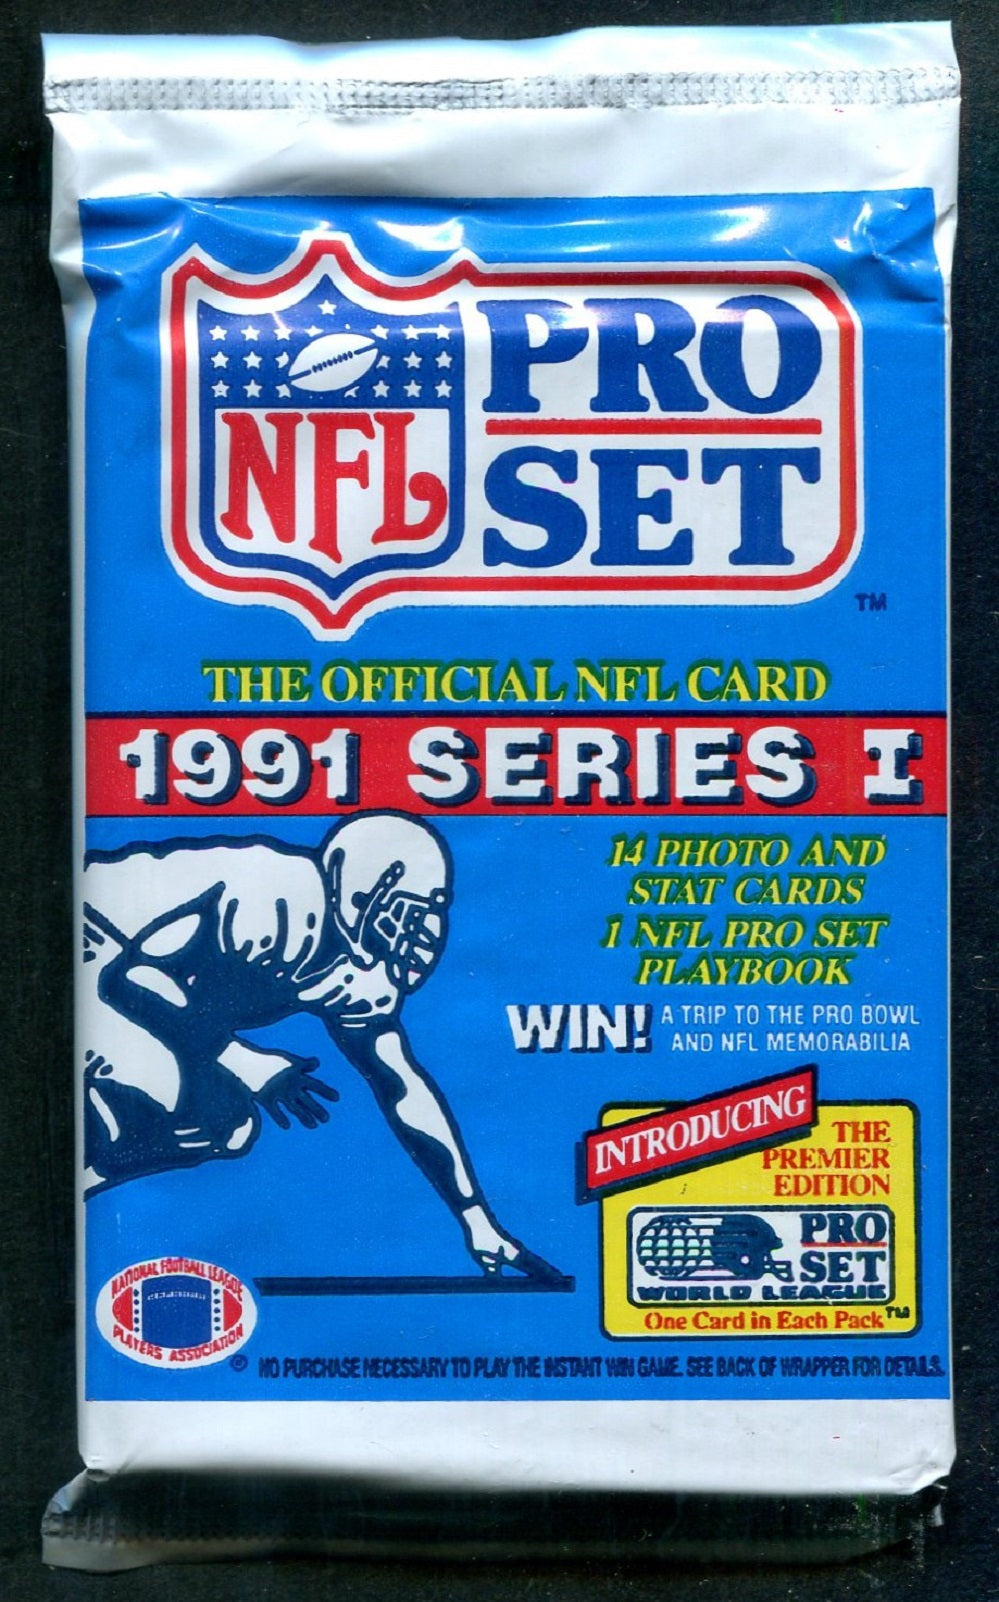 NFL
PRO
SET
TM
THE OFFICIAL NFL CARD
1991 SERIES I
14 PHOTO AND
STAT CARDS
1 NFL PRO SET
PLAYBOOK
WIN! A TRIP TO THE PRO BOWL
AND NFL MEMORABILIA
INTRODUCING
THE
PREMIER
EDITION
PRO
SET
WORLD LEAGUE
One Card in Each Pack TM
NATIONAL FOOTBALL LEAGUE
PLAYERS ASSOCIATION
©
NO PURCHASE NECESSARY TO PLAY THE INSTANT WIN GAME. SEE BACK OF WRAPPER FOR DETAILS.